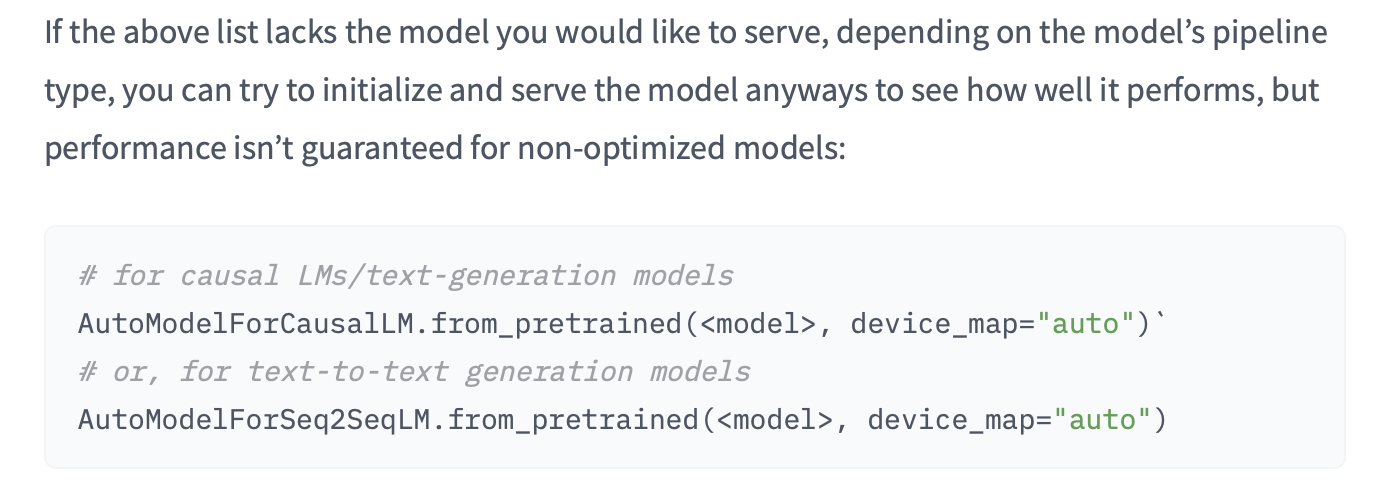 If the above list lacks the model you would like to serve, depending on the model’s pipeline
type, you can try to initialize and serve the model anyways to see how well it performs, but
performance isn’t guaranteed for non-optimized models:
# for causal LMs/text-generation models
AutoModelForCausalLM.from_pretrained(<model>, device_map="auto")`
# or, for text-to-text generation models
AutoModelForSeq2SeqLM.from_pretrained(<model>, device_map="auto")